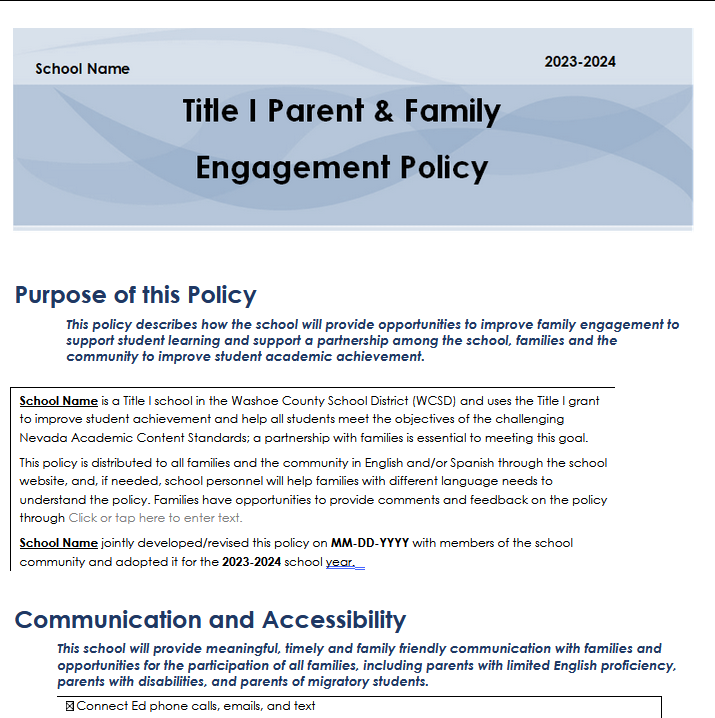 School Name
2023-2024
Title I Parent & Family
Engagement Policy
Purpose of this Policy
This policy describes how the school will provide opportunities to improve family engagement to
support student learning and support a partnership among the school, families and the
community to improve student academic achievement.
School Name is a Title I school in the Washoe County School District (WCSD) and uses the Title I grant
to improve student achievement and help all students meet the objectives of the challenging
Nevada Academic Content Standards; a partnership with families is essential to meeting this goal.
This policy is distributed to all families and the community in English and/or Spanish through the school
website, and, if needed, school personnel will help families with different language needs to
understand the policy. Families have opportunities to provide comments and feedback on the policy
through Click or tap here to enter text.
School Name jointly developed/revised this policy on MM-DD-YYYY with members of the school
community and adopted it for the 2023-2024 school year.
Communication and Accessibility
This school will provide meaningful, timely and family friendly communication with families and
opportunities for the participation of all families, including parents with limited English proficiency,
parents with disabilities, and parents of migratory students.
☒ Connect Ed phone calls, emails, and text